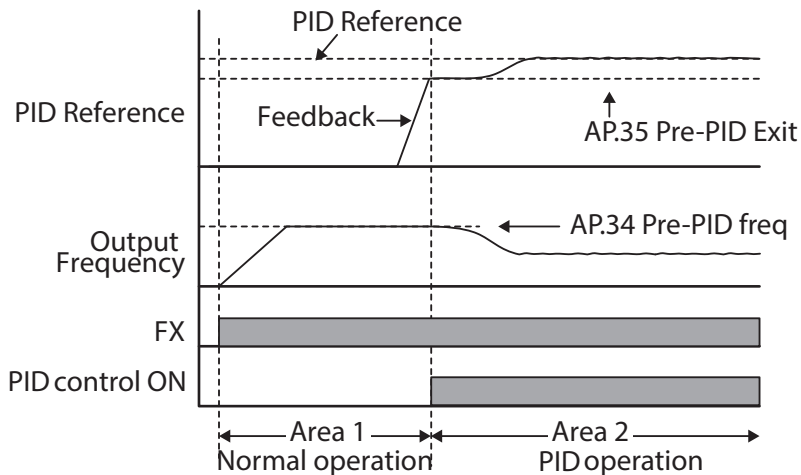 PID Reference
PID Reference
Feedback
AP.35 Pre-PID Exit
AP.34 Pre-PID freq
Output
Frequency
FX
PID control ON
Area 1
Area 2
Normal operation
PID operation